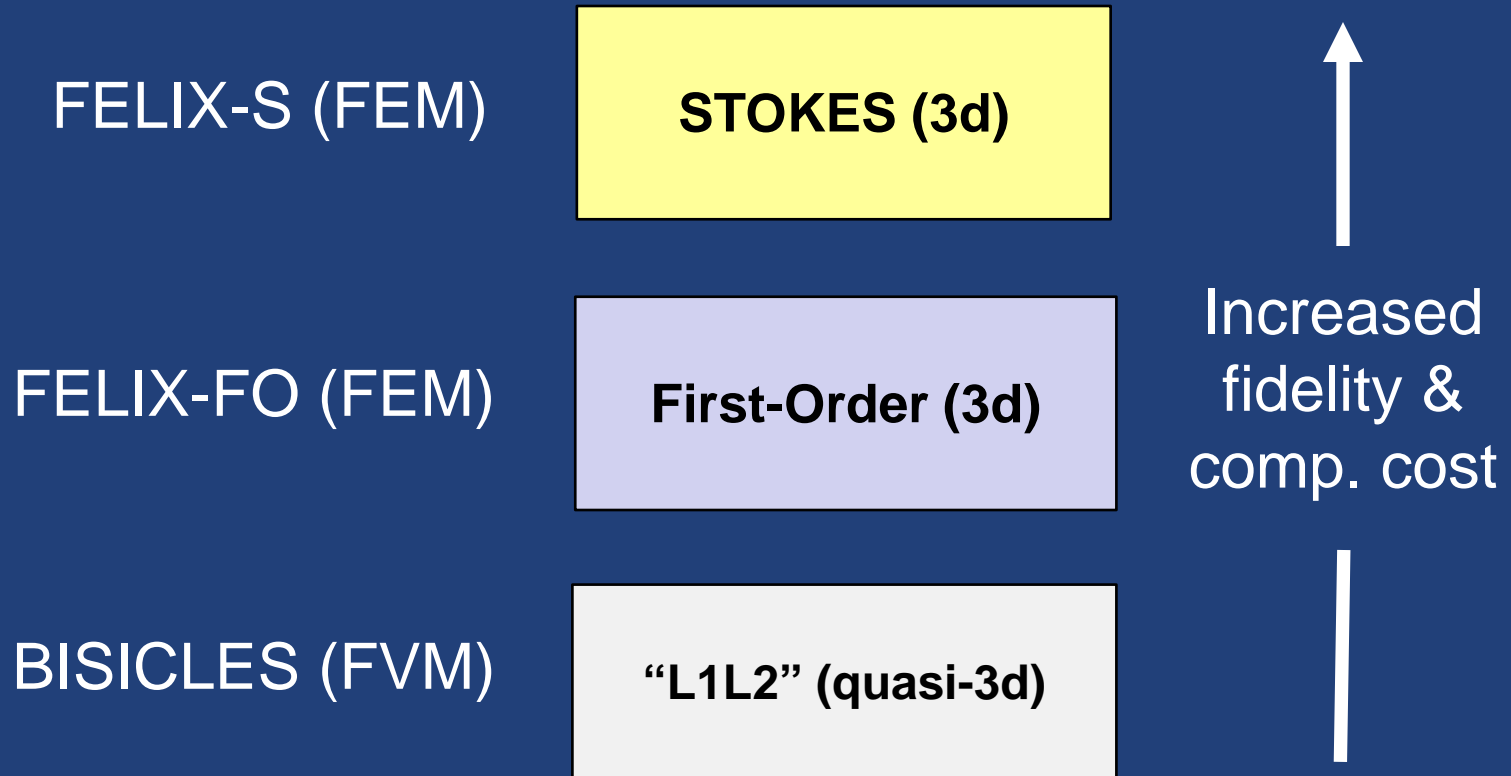 FELIX-S (FEM)
STOKES (3d)
FELIX-FO (FEM)
First-Order (3d)
Increased
fidelity &
comp. cost
BISICLES (FVM)
“L1L2” (quasi-3d)